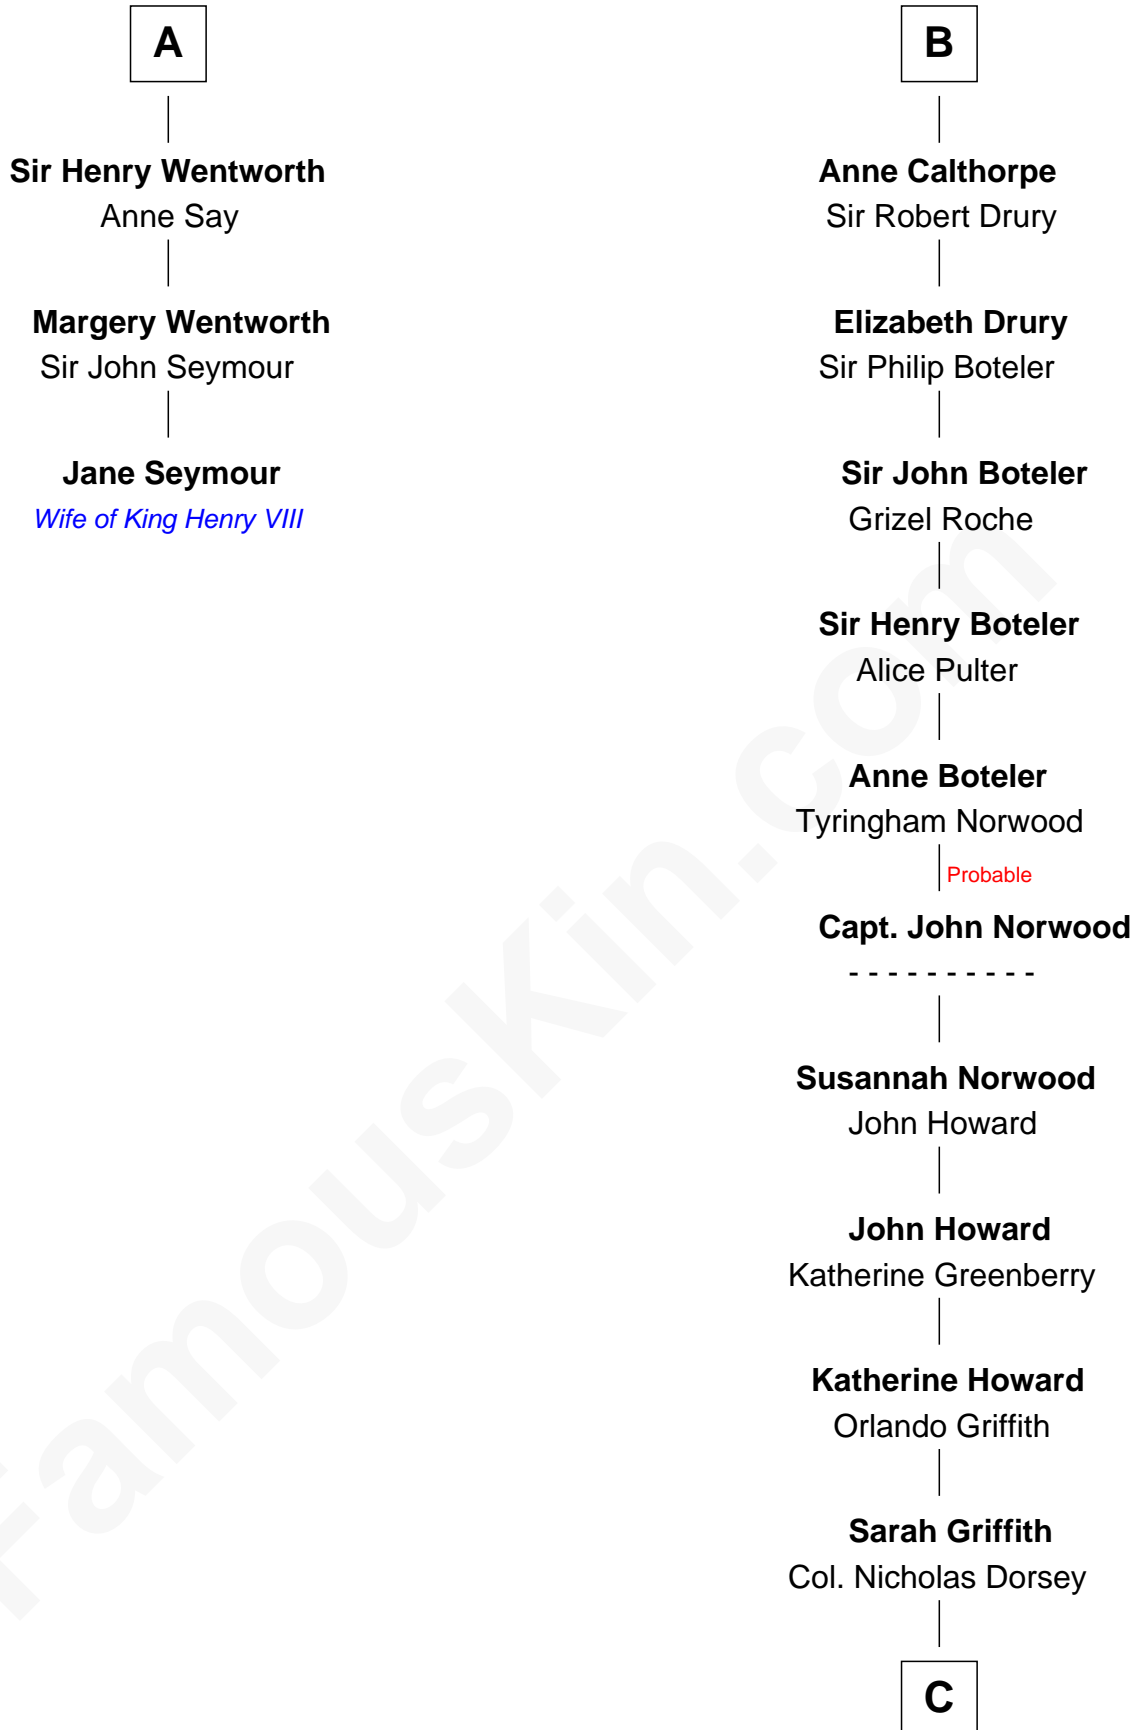 A
Sir Henry Wentworth
Anne Say
Margery Wentworth
Sir John Seymour
Jane Seymour
Wife of King Henry VIII
B
Anne Calthorpe
Sir Robert Drury
Elizabeth Drury
Sir Philip Boteler
Sir John Boteler
Grizel Roche
Sir Henry Boteler
Alice Pulter
Anne Boteler
Tyringham Norwood
Probable
Capt. John Norwood
- - - - - - - - - -
Susannah Norwood
John Howard
John Howard
Katherine Greenberry
Katherine Howard
Orlando Griffith
Sarah Griffith
Col. Nicholas Dorsey
C
FamousKin.com